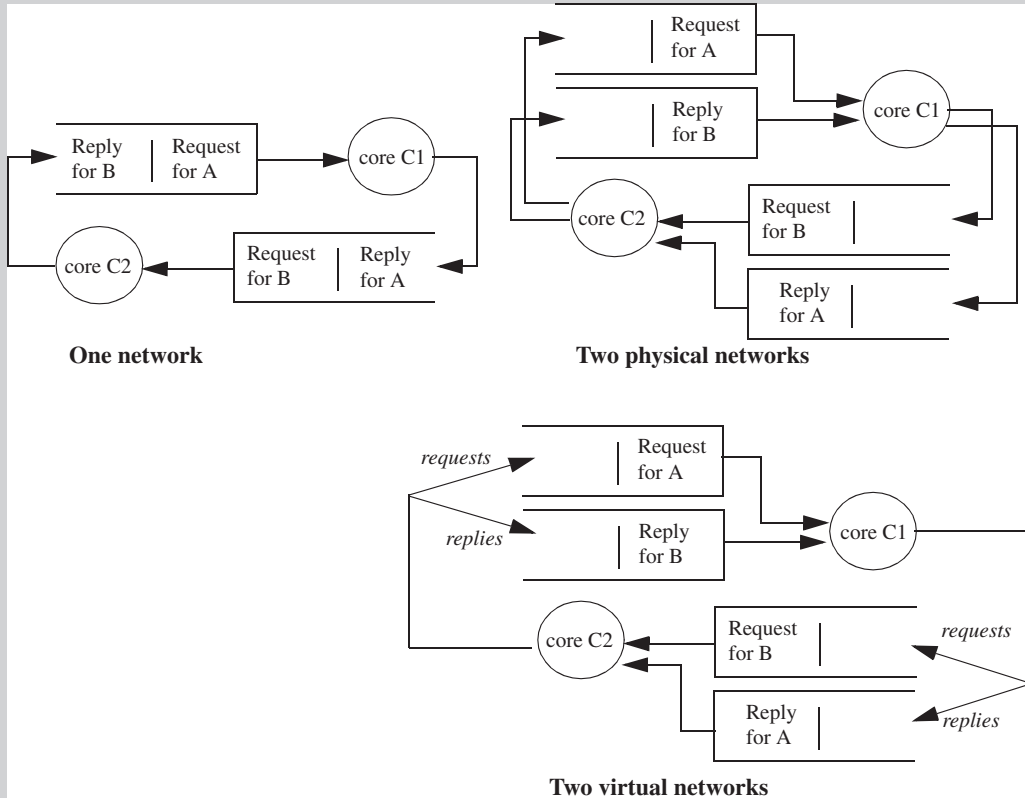 Request
for A
Reply
for B
core C1
core C2
Request
for B
Reply
for A
Two physical networks
Reply
for B
Request
for A
core C1
core C2
Request
for B
Reply
for A
One network
requests
replies
Request
for A
Reply
for B
core C1
core C2
Request
for B
Reply
for A
requests
replies
Two virtual networks